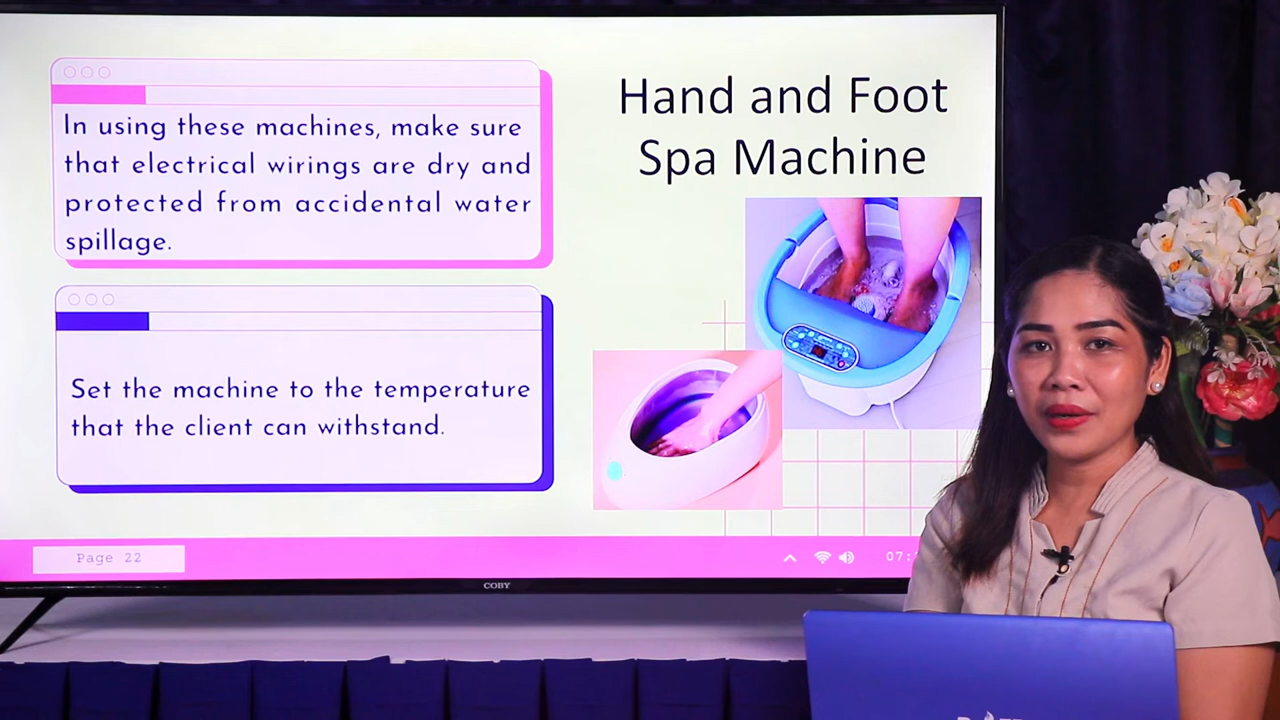 Hand and Foot
Spa Machine
In using these machines, make sure
that electrical wirings are dry and
protected from accidental water
spillage.
Set the machine to the temperature
that the client can withstand.
Page 22
07:
COBY